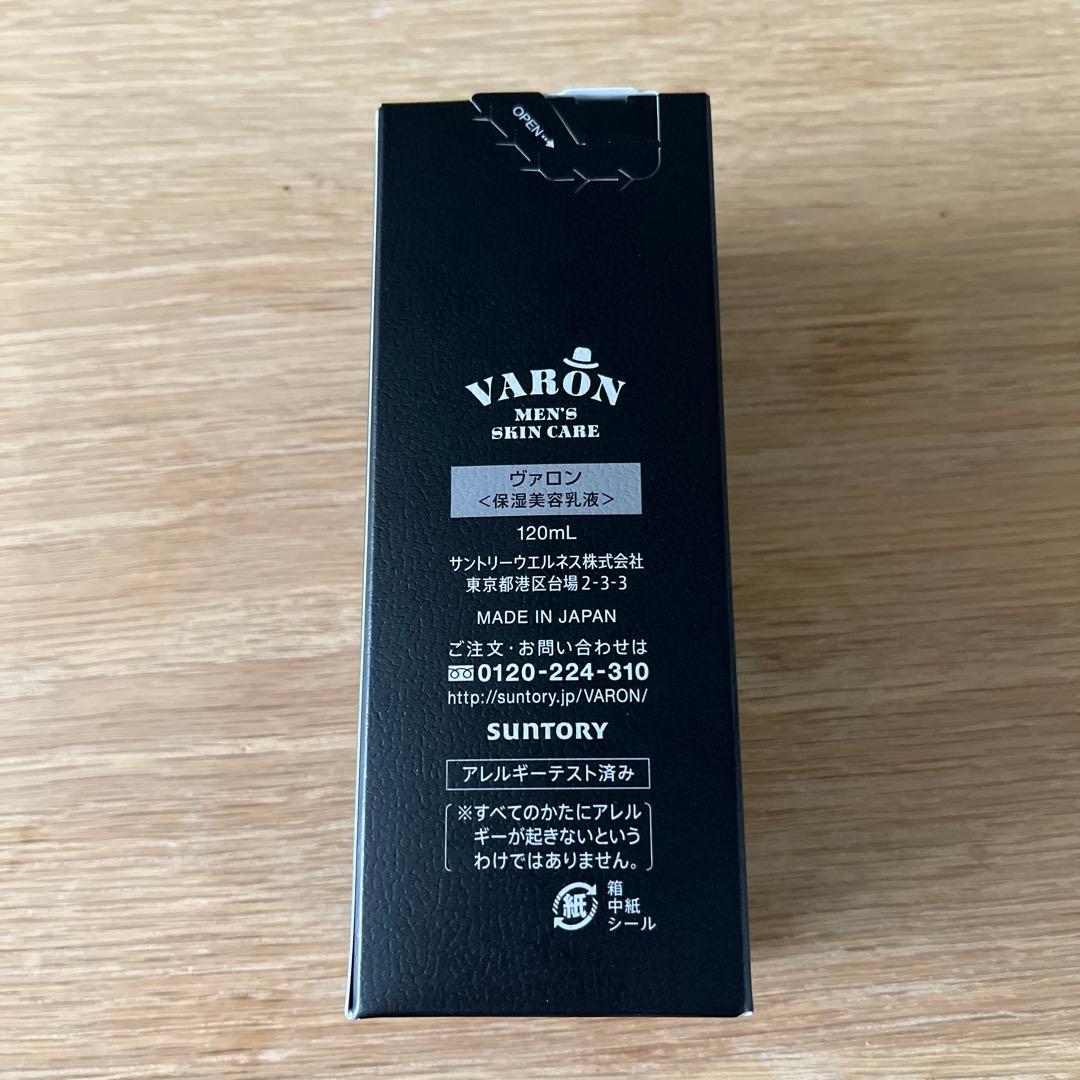 OPEN
VARON
MEN'S
SKIN CARE
ヴァロン
<保湿美容乳液>
120mL
サントリーウエルネス株式会社
東京都港区台場2-3-3
MADE IN JAPAN
ご注文・お問い合わせは
0120-224-310
http://suntory.jp/VARON/
SUNTORY
アレルギーテスト済み
※すべてのかたにアレル
ギーが起きないという
わけではありません。
紙
箱
中紙
シール